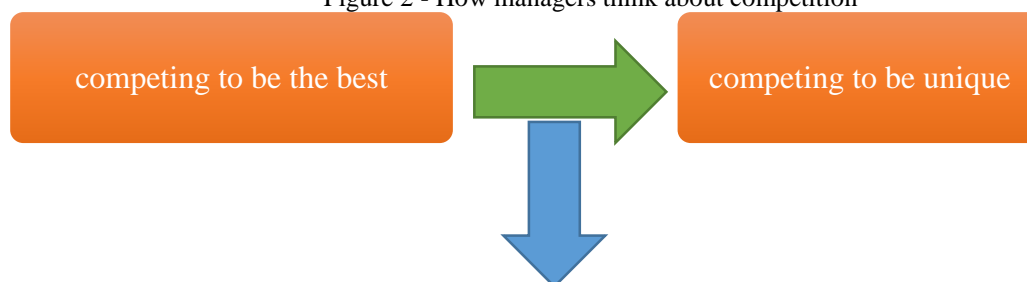 Figure 2 - How managers think about competition
competing to be the best
competing to be unique